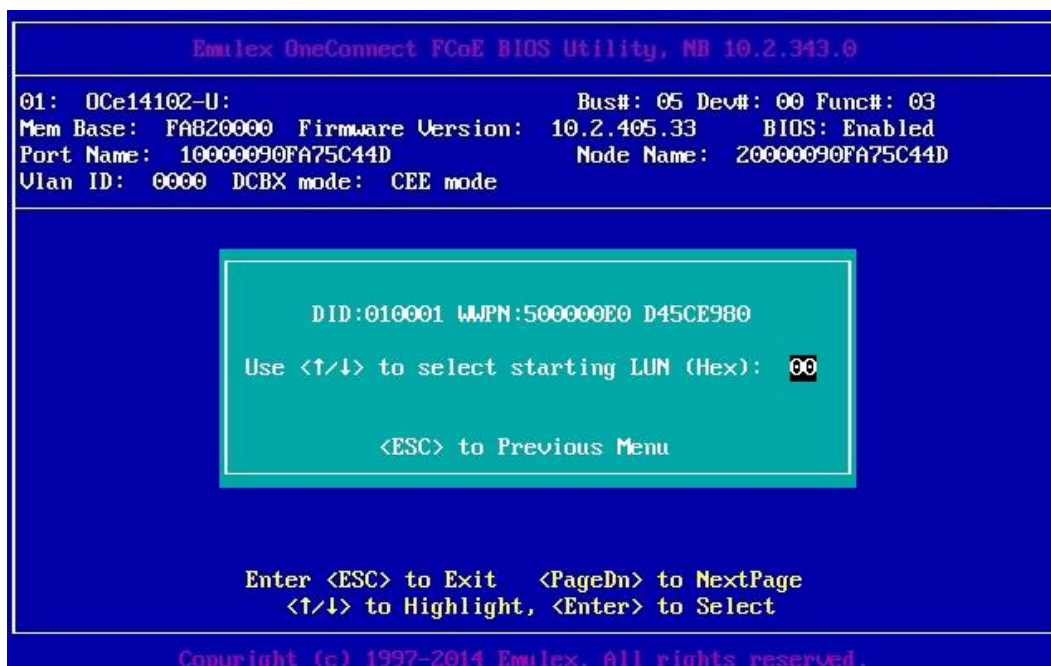 Emulex OneConnect FCoE BIOS Utility, NB 10.2.343.0
01: OCe14102-U: Bus#: 05 Dev#: 00 Func#: 03
Mem Base: FA820000 Firmware Version: 10.2.405.33 BIOS: Enabled
Port Name: 10000090FA75C44D Node Name: 20000090FA75C44D
Vlan ID: 0000 DCBX mode: CEE mode
DID:010001 WWPN:500000E0 D45CE980
Use <↑/↓> to select starting LUN (Hex): 00
<ESC> to Previous Menu
Enter <ESC> to Exit <PageDn> to NextPage
<↑/↓> to Highlight, <Enter> to Select
Copyright (c) 1997-2014 Emulex. All rights reserved.